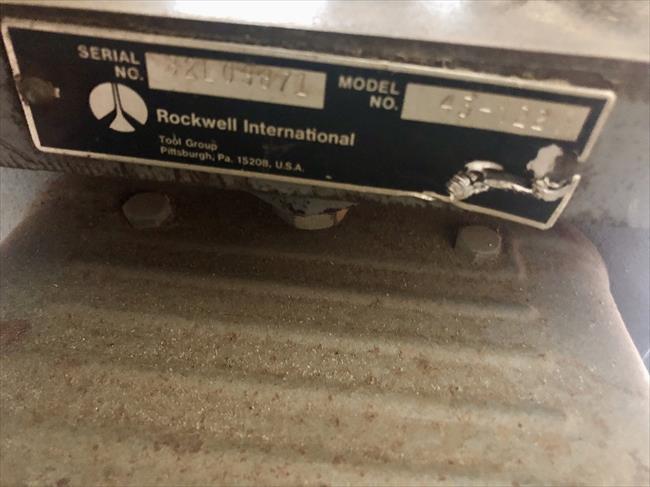 SERIAL
NO.
MODEL
NO.
Rockwell International
Tool Group
Pittsburgh, Pa. 15208, U.S.A.